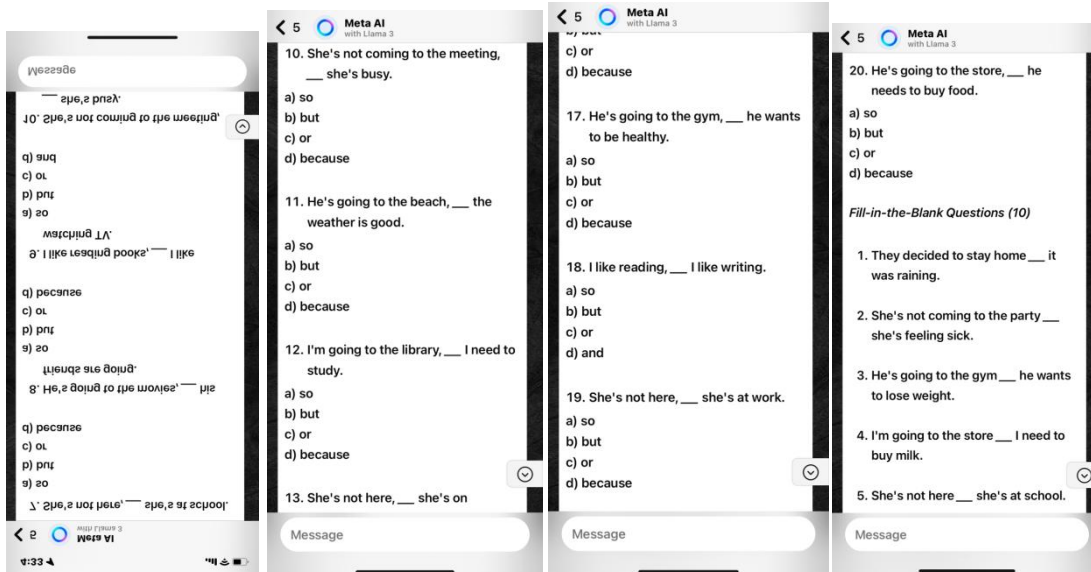 4:33
5
Meta AI
with Llama 3
7. She's not here, ___ she's at school.
a) so
b) but
c) or
d) because
8. He's going to the movies, ___ his
friends are going.
a) so
b) but
c) or
d) because
9. I like reading books, ___ I like
watching TV.
a) so
b) but
c) or
d) and
10. She's not coming to the meeting,
___ she's busy.
Message
5
Meta AI
with Llama 3
10. She's not coming to the meeting,
___ she's busy.
a) so
b) but
c) or
d) because
11. He's going to the beach, ___ the
weather is good.
a) so
b) but
c) or
d) because
12. I'm going to the library, ___ I need to
study.
a) so
b) but
c) or
d) because
13. She's not here, ___ she's on
Message
5
Meta AI
with Llama 3
c) or
d) because
17. He's going to the gym, ___ he wants
to be healthy.
a) so
b) but
c) or
d) because
18. I like reading, ___ I like writing.
a) so
b) but
c) or
d) and
19. She's not here, ___ she's at work.
a) so
b) but
c) or
d) because
Message
5
Meta AI
with Llama 3
20. He's going to the store, ___ he
needs to buy food.
a) so
b) but
c) or
d) because
Fill-in-the-Blank Questions (10)
1. They decided to stay home ___ it
was raining.
2. She's not coming to the party ___
she's feeling sick.
3. He's going to the gym ___ he wants
to lose weight.
4. I'm going to the store ___ I need to
buy milk.
5. She's not here ___ she's at school.
Message